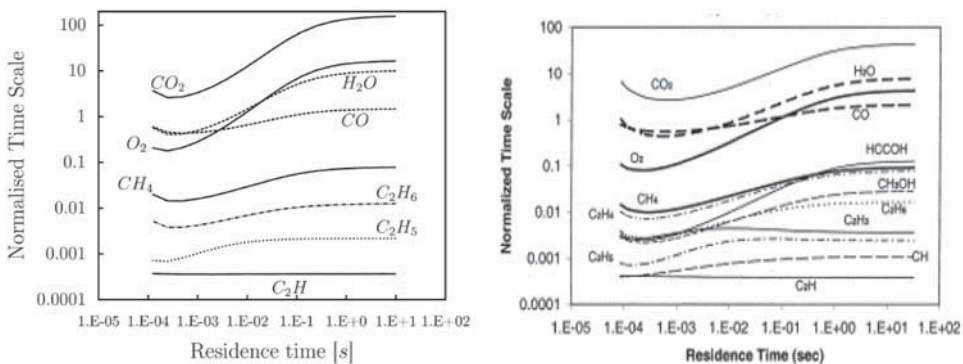 100
10
1
0.1
0.01
0.001
0.0001
Normalised Time Scale
CO₂
H₂O
CO
O₂
CH₄
C₂H₆
C₂H₅
C₂H
1.E-05 1.E-04 1.E-03 1.E-02 1.E-01 1.E+0 1.E+1 1.E+02
Residence time [s]
100
10
1
0.1
0.01
0.001
0.0001
Normalized Time Scale
CO₂
H₂O
CO
O₂
HCCOH
CH₄
CH₃OH
C₂H₄
C₂H₆
C₂H₃
C₂H₅
CH
C₂H
1.E-05 1.E-04 1.E-03 1.E-02 1.E-01 1.E+00 1.E+01 1.E+02
Residence Time (sec)